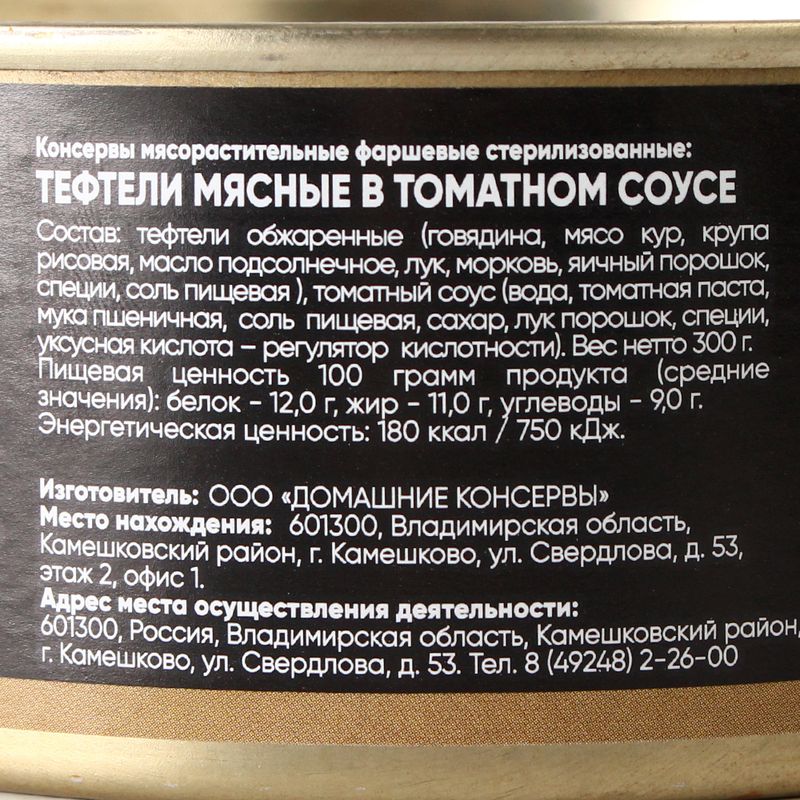 Консервы мясорастительные фаршевые стерилизованные:
ТЕФТЕЛИ МЯСНЫЕ В ТОМАТНОМ СОУСЕ
Состав: тефтели обжаренные (говядина, мясо кур, крупа
рисовая, масло подсолнечное, лук, морковь, яичный порошок,
специи, соль пищевая ), томатный соус (вода, томатная паста,
мука пшеничная, соль пищевая, сахар, лук порошок, специи,
уксусная кислота – регулятор кислотности). Вес нетто 300 г.
Пищевая ценность 100 грамм продукта (средние
значения): белок - 12,0 г, жир - 11,0 г, углеводы - 9,0 г.
Энергетическая ценность: 180 ккал / 750 кДж.
Изготовитель: ООО «ДОМАШНИЕ КОНСЕРВЫ»
Место нахождения: 601300, Владимирская область,
Камешковский район, г. Камешково, ул. Свердлова, д. 53,
этаж 2, офис 1.
Адрес места осуществления деятельности:
601300, Россия, Владимирская область, Камешковский район,
г. Камешково, ул. Свердлова, д. 53. Тел. 8 (49248) 2-26-00